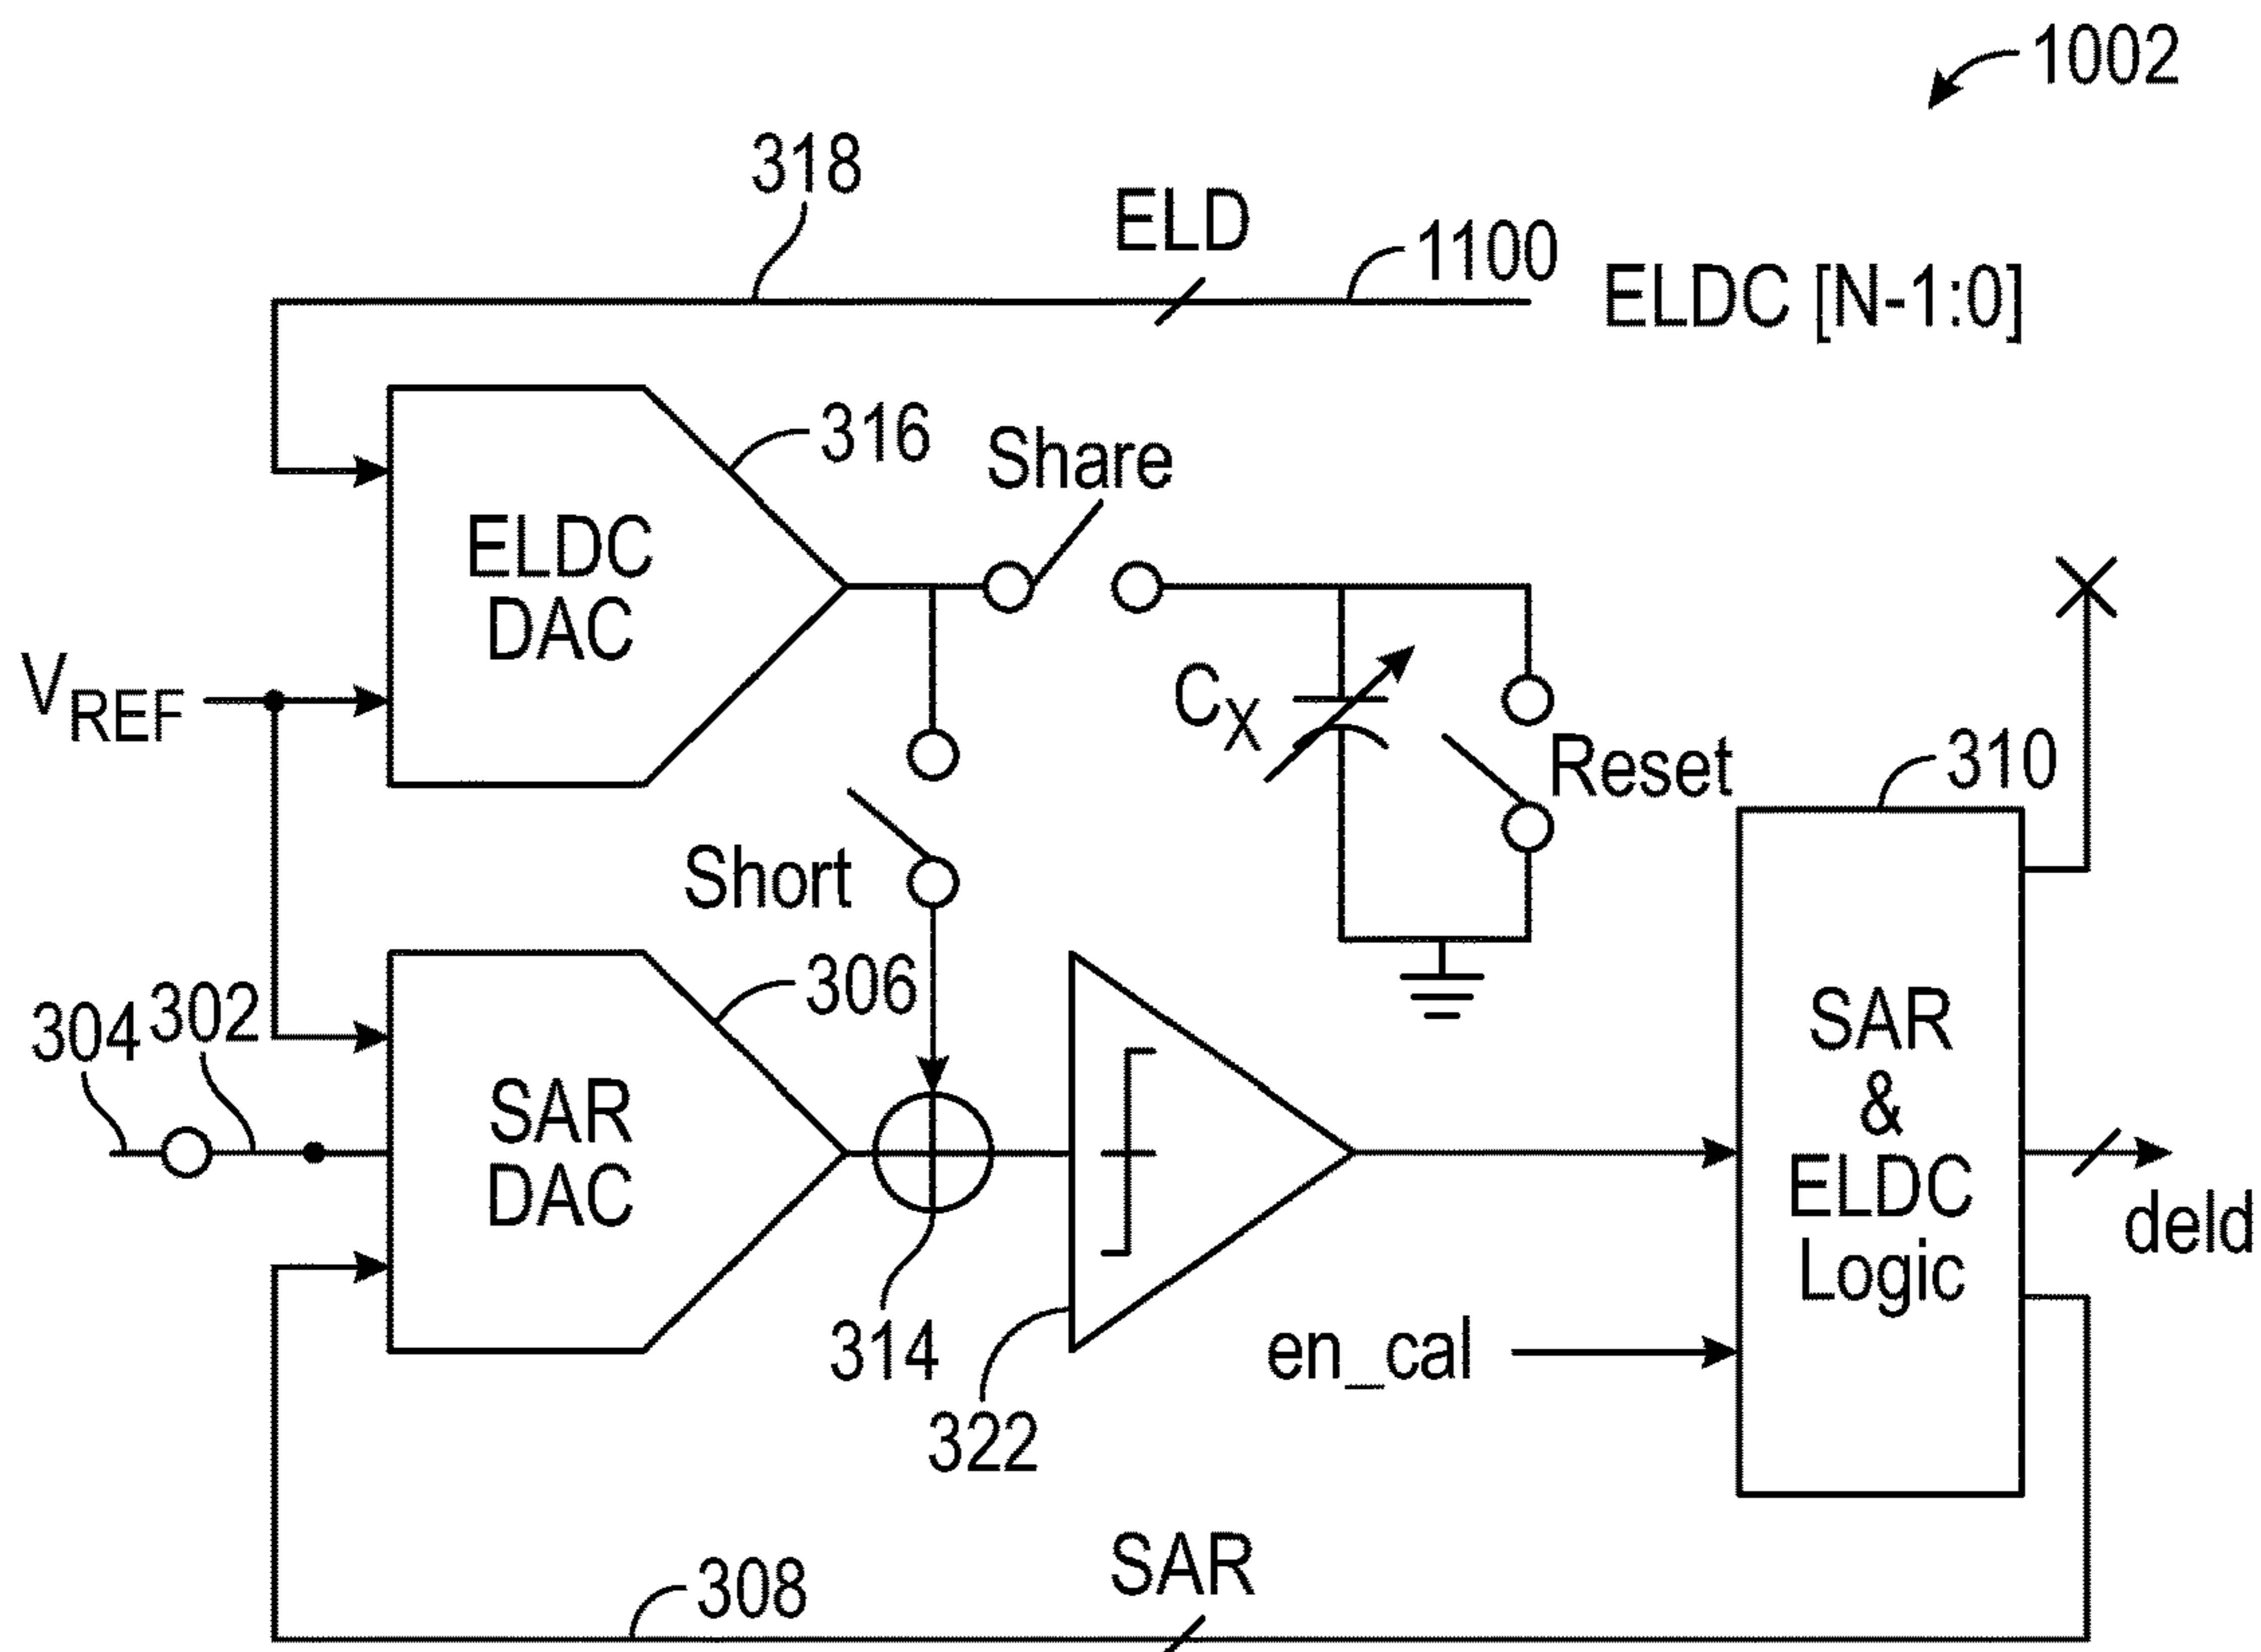 1002
318
ELD
1100
ELDC [N-1:0]
316
Share
ELDC
DAC
VREF
CX
Reset
310
Short
306
304
302
SAR
DAC
SAR
&
ELDC
Logic
deld
314
en_cal
322
SAR
308